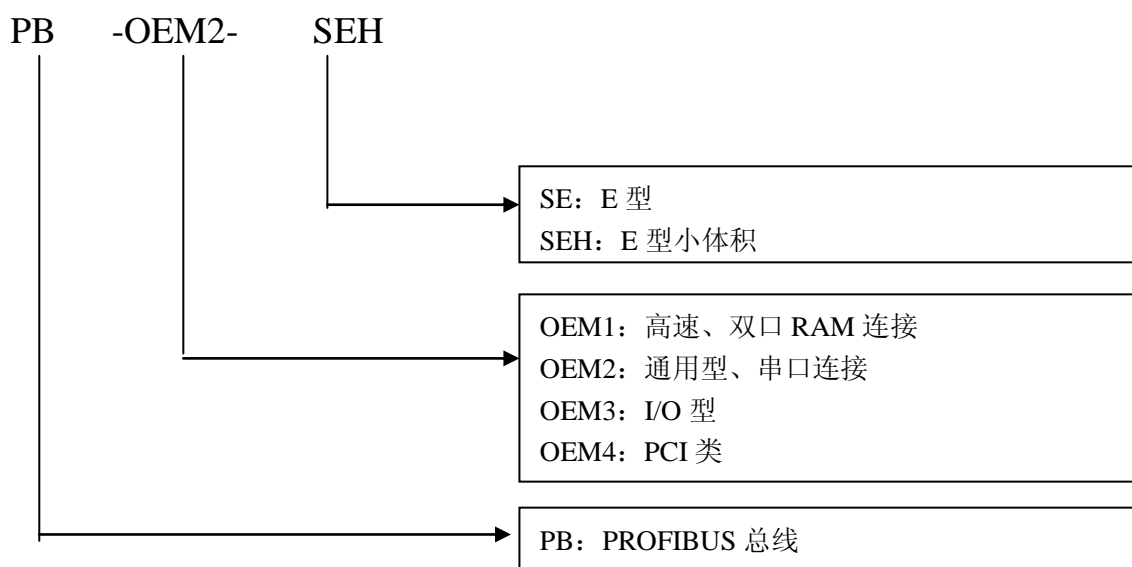 PB -OEM2- SEH
SE：E 型
SEH：E 型小体积
OEM1：高速、双口 RAM 连接
OEM2：通用型、串口连接
OEM3：I/O 型
OEM4：PCI 类
PB：PROFIBUS 总线